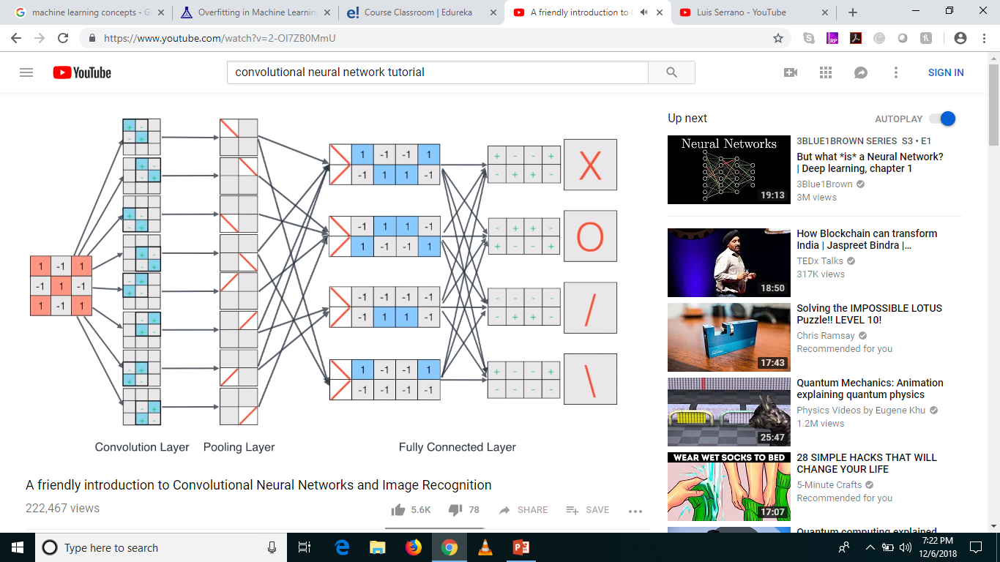 machine learning concepts - G
Overfitting in Machine Learnin
e! Course Classroom | Edureka
A friendly introduction to C
Luis Serrano - YouTube
https://www.youtube.com/watch?v=2-Ol7ZB0MmU
YouTube
convolutional neural network tutorial
SIGN IN
1 -1 1
-1 1 -1
1 -1 1
1 -1 -1 1
-1 1 1 -1
+ - - +
- + + -
X
-1 1 1 -1
1 -1 -1 1
- + + -
+ - - +
O
-1 -1 -1 -1
-1 1 1 -1
- - - -
- + + -
/
1 -1 -1 1
-1 -1 -1 -1
+ - - +
- - - -
\
Convolution Layer
Pooling Layer
Fully Connected Layer
A friendly introduction to Convolutional Neural Networks and Image Recognition
222,467 views
5.6K
78
SHARE
SAVE
Up next
AUTOPLAY
Neural Networks
19:13
3BLUE1BROWN SERIES S3 • E1
But what *is* a Neural Network?
| Deep learning, chapter 1
3Blue1Brown
3M views
18:50
How Blockchain can transform
India | Jaspreet Bindra |...
TEDx Talks
317K views
17:43
Solving the IMPOSSIBLE LOTUS
Puzzle!! LEVEL 10!
Chris Ramsay
Recommended for you
25:47
Quantum Mechanics: Animation
explaining quantum physics
Physics Videos by Eugene Khu
1.2M views
WEAR WET SOCKS TO BED
17:07
28 SIMPLE HACKS THAT WILL
CHANGE YOUR LIFE
5-Minute Crafts
Recommended for you
Quantum computing explained
Type here to search
7:22 PM
12/6/2018